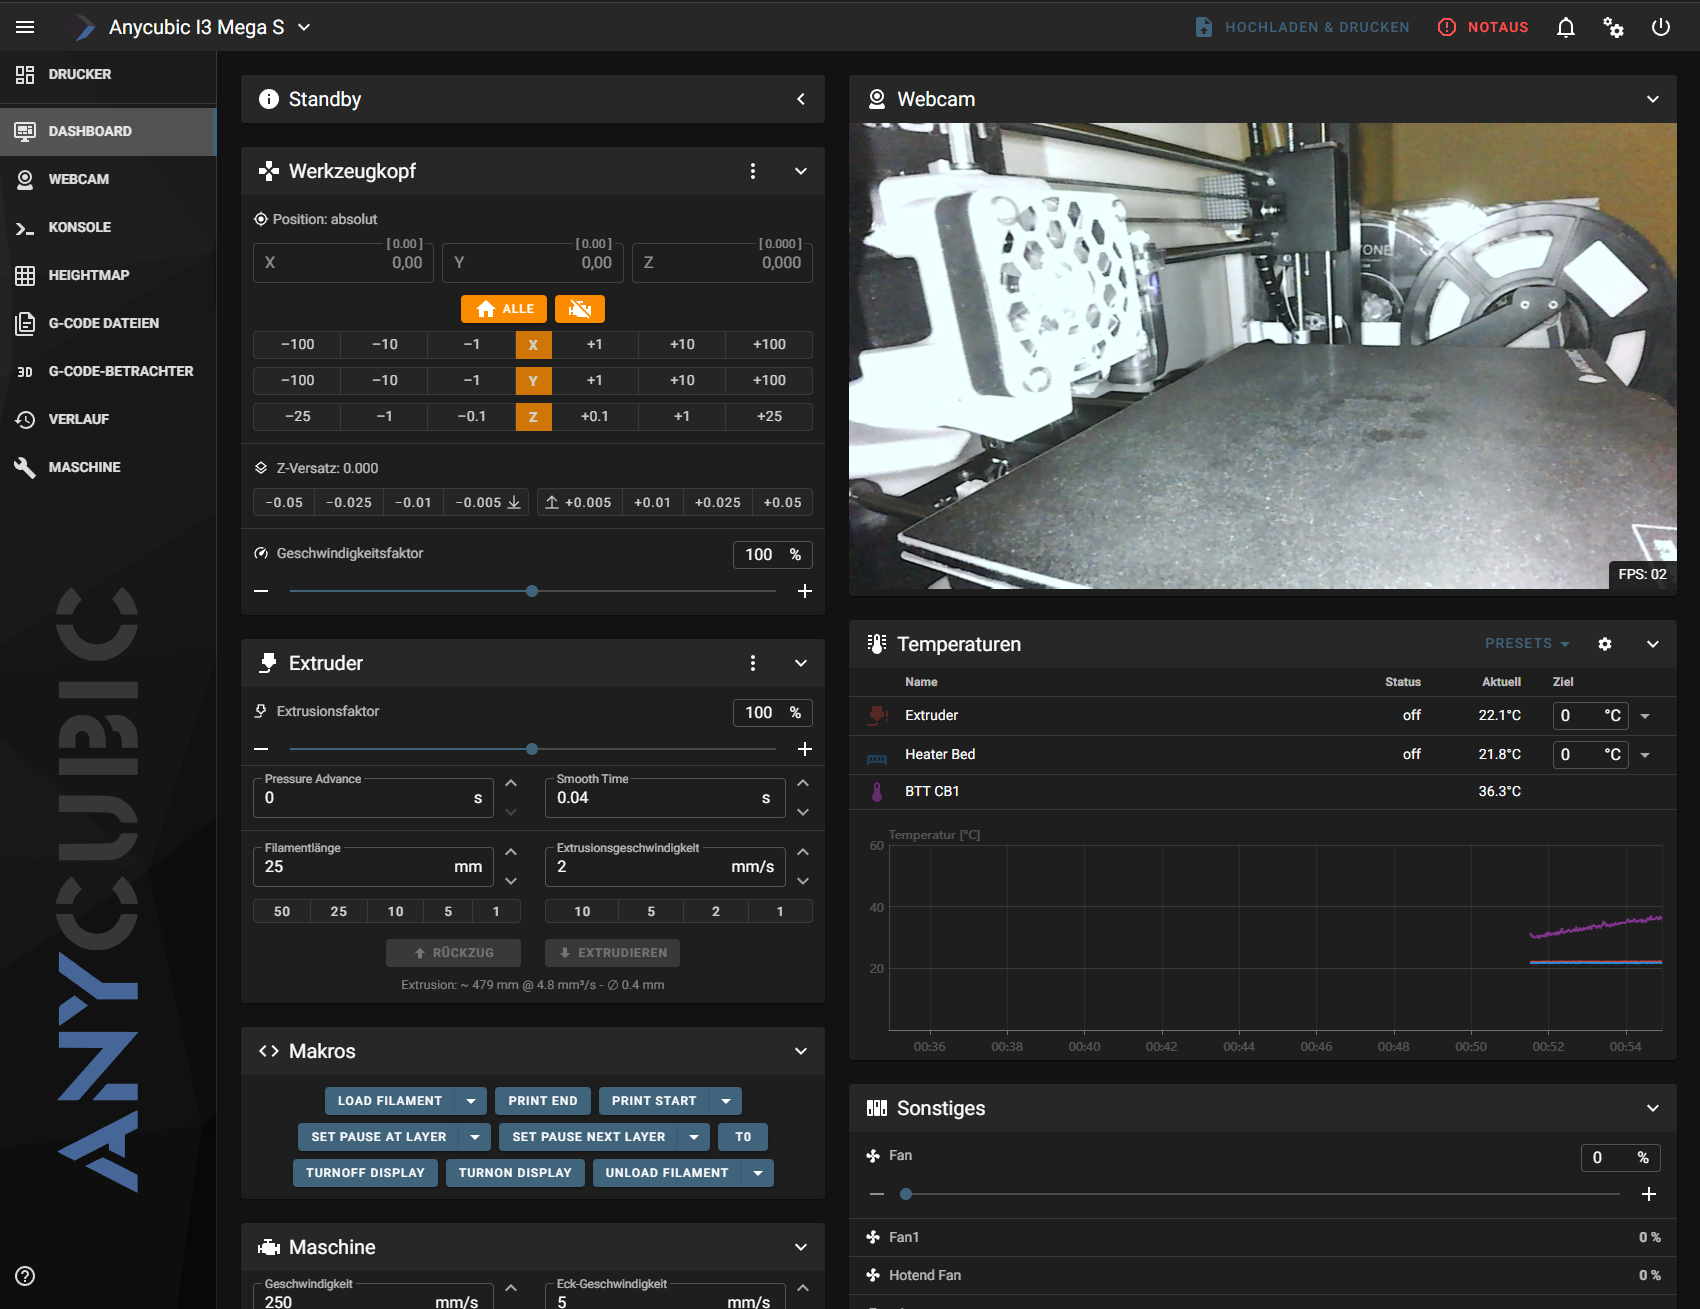 Anycubic I3 Mega S
HOCHLADEN & DRUCKEN
NOTAUS
DRUCKER
DASHBOARD
WEBCAM
KONSOLE
HEIGHTMAP
G-CODE DATEIEN
3D G-CODE-BETRACHTER
VERLAUF
MASCHINE
ANYCUBIC
Standby
Werkzeugkopf
Position: absolut
[ 0.00 ] [ 0.00 ] [ 0.000 ]
X 0,00 Y 0,00 Z 0,000
ALLE
−100 −10 −1 X +1 +10 +100
−100 −10 −1 Y +1 +10 +100
−25 −1 −0.1 Z +0.1 +1 +25
Z-Versatz: 0.000
−0.05 −0.025 −0.01 −0.005 +0.005 +0.01 +0.025 +0.05
Geschwindigkeitsfaktor 100 %
Extruder
Extrusionsfaktor 100 %
Pressure Advance Smooth Time
0 s 0.04 s
Filamentlänge Extrusionsgeschwindigkeit
25 mm 2 mm/s
50 25 10 5 1 10 5 2 1
RÜCKZUG EXTRUDIEREN
Extrusion: ~ 479 mm @ 4.8 mm³/s - ∅ 0.4 mm
Makros
LOAD FILAMENT PRINT END PRINT START
SET PAUSE AT LAYER SET PAUSE NEXT LAYER T0
TURNOFF DISPLAY TURNON DISPLAY UNLOAD FILAMENT
Maschine
Geschwindigkeit Eck-Geschwindigkeit
250 mm/s 5 mm/s
Webcam
FPS: 02
Temperaturen PRESETS
Name Status Aktuell Ziel
Extruder off 22.1°C 0 °C
Heater Bed off 21.8°C 0 °C
BTT CB1 36.3°C
Temperatur [°C]
60
40
20
00:36 00:38 00:40 00:42 00:44 00:46 00:48 00:50 00:52 00:54
Sonstiges
Fan 0 %
Fan1 0 %
Hotend Fan 0 %